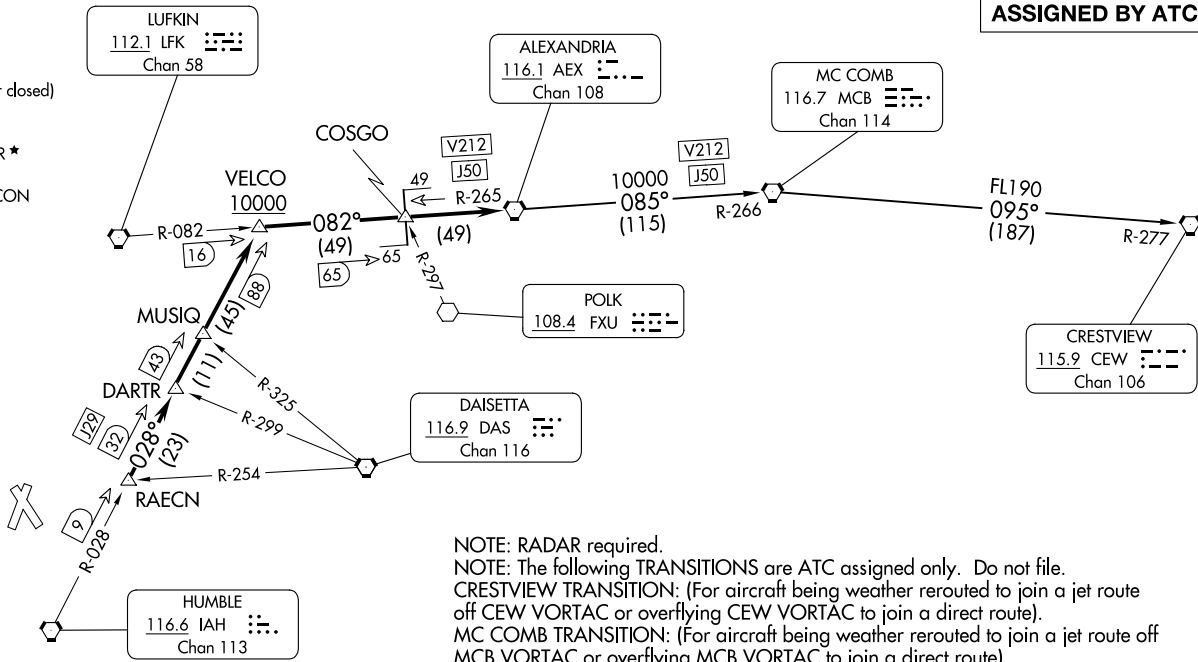 ASSIGNED BY ATC
LUFKIN
112.1 LFK
Chan 58
ALEXANDRIA
116.1 AEX
Chan 108
MC COMB
116.7 MCB
Chan 114
closed)
R ★
CON
COSGO
V212
J50
V212
J50
VELCO
10000
49
R-265
10000
085°
(115)
R-266
FL190
095°
(187)
R-277
R-082
16
082°
(49)
(49)
65
65
R-297
88
MUSIQ
(45)
POLK
108.4 FXU
CRESTVIEW
115.9 CEW
Chan 106
43
DARTR
(11)
R-325
R-299
DAISETTA
116.9 DAS
Chan 116
J29
32
028°
(23)
R-254
RAECN
9
R-028
HUMBLE
116.6 IAH
Chan 113
NOTE: RADAR required.
NOTE: The following TRANSITIONS are ATC assigned only. Do not file.
CRESTVIEW TRANSITION: (For aircraft being weather rerouted to join a jet route
off CEW VORTAC or overflying CEW VORTAC to join a direct route).
MC COMB TRANSITION: (For aircraft being weather rerouted to join a jet route off
MCB VORTAC or overflying MCB VORTAC to join a direct route)